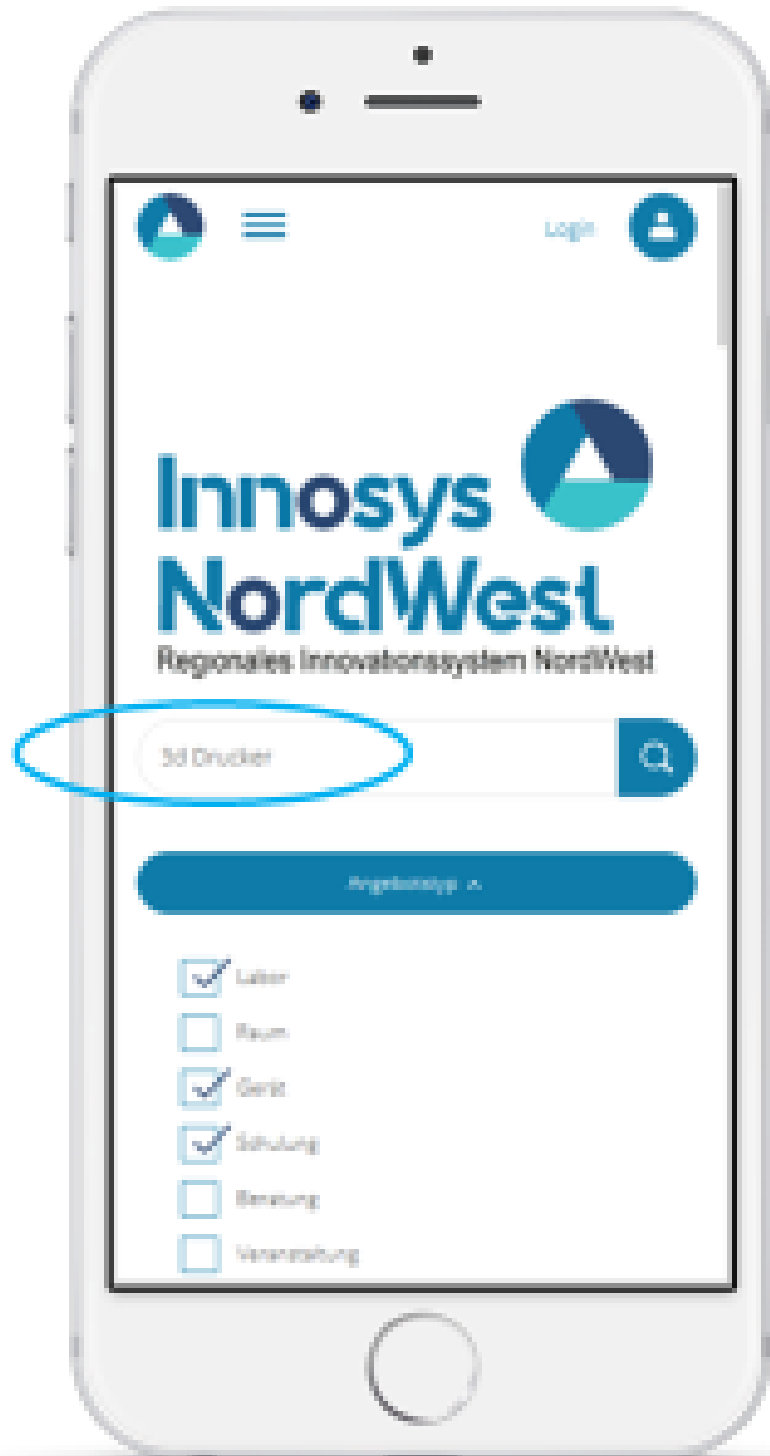 Login
Innosys
NordWest
Regionales Innovationssystem NordWest
3d Drucker
Angebotstyp
Labor
Raum
Gerät
Schulung
Beratung
Veranstaltung